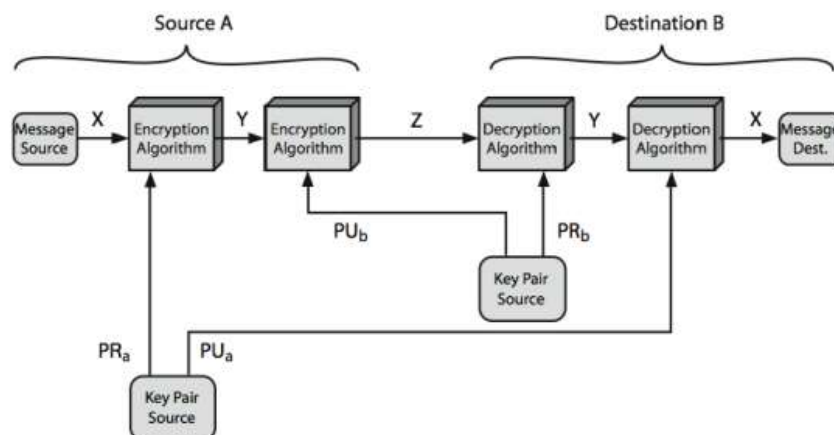 Source A
Destination B
Message
Source
X
Encryption
Algorithm
Y
Encryption
Algorithm
Z
Decryption
Algorithm
Y
Decryption
Algorithm
X
Message
Dest.
PUb
PRb
Key Pair
Source
PRa
PUa
Key Pair
Source